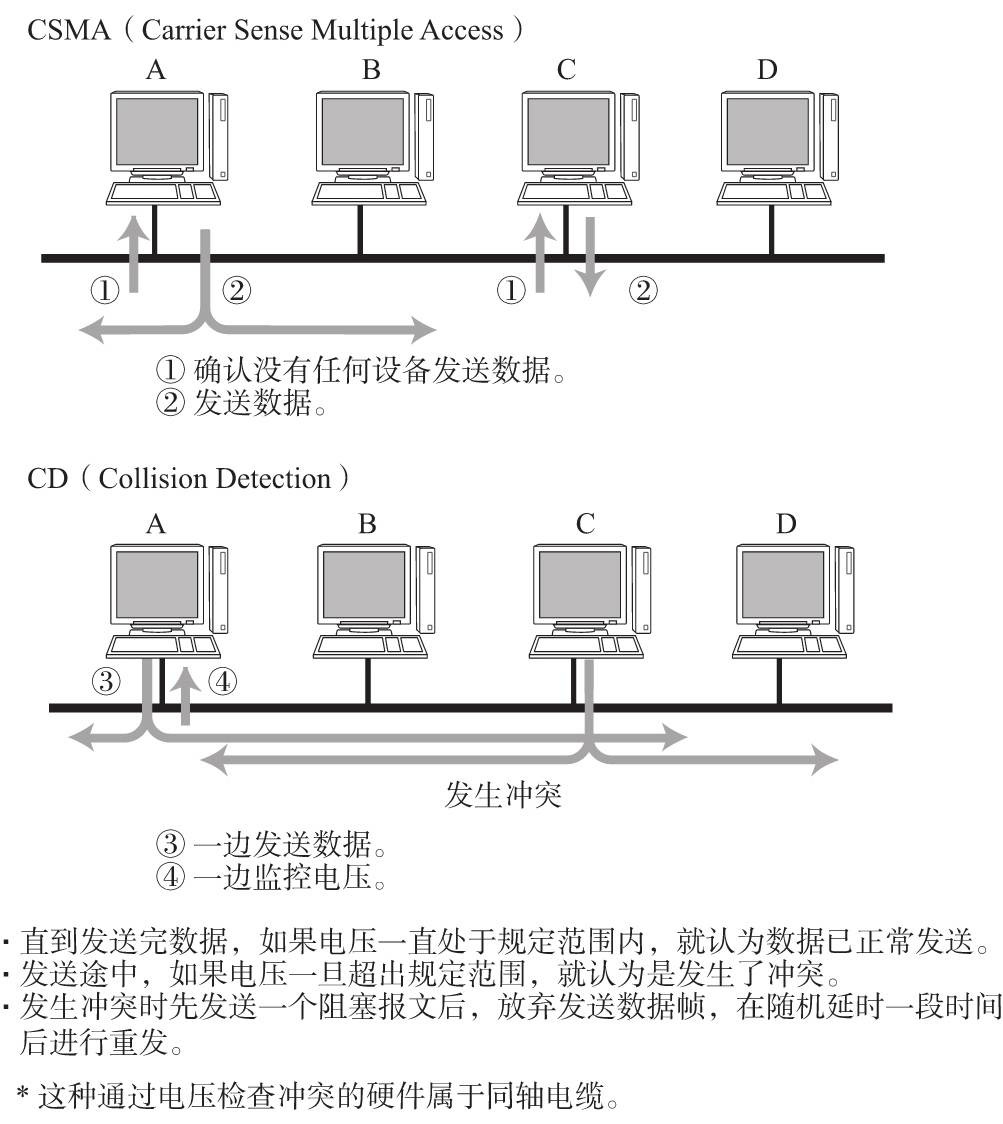 CSMA（Carrier Sense Multiple Access）
A B C D
① ② ① ②
① 确认没有任何设备发送数据。
② 发送数据。
CD（Collision Detection）
A B C D
③ ④
发生冲突
③ 一边发送数据。
④ 一边监控电压。
· 直到发送完数据，如果电压一直处于规定范围内，就认为数据已正常发送。
· 发送途中，如果电压一旦超出规定范围，就认为是发生了冲突。
· 发生冲突时先发送一个阻塞报文后，放弃发送数据帧，在随机延时一段时间
后进行重发。
* 这种通过电压检查冲突的硬件属于同轴电缆。